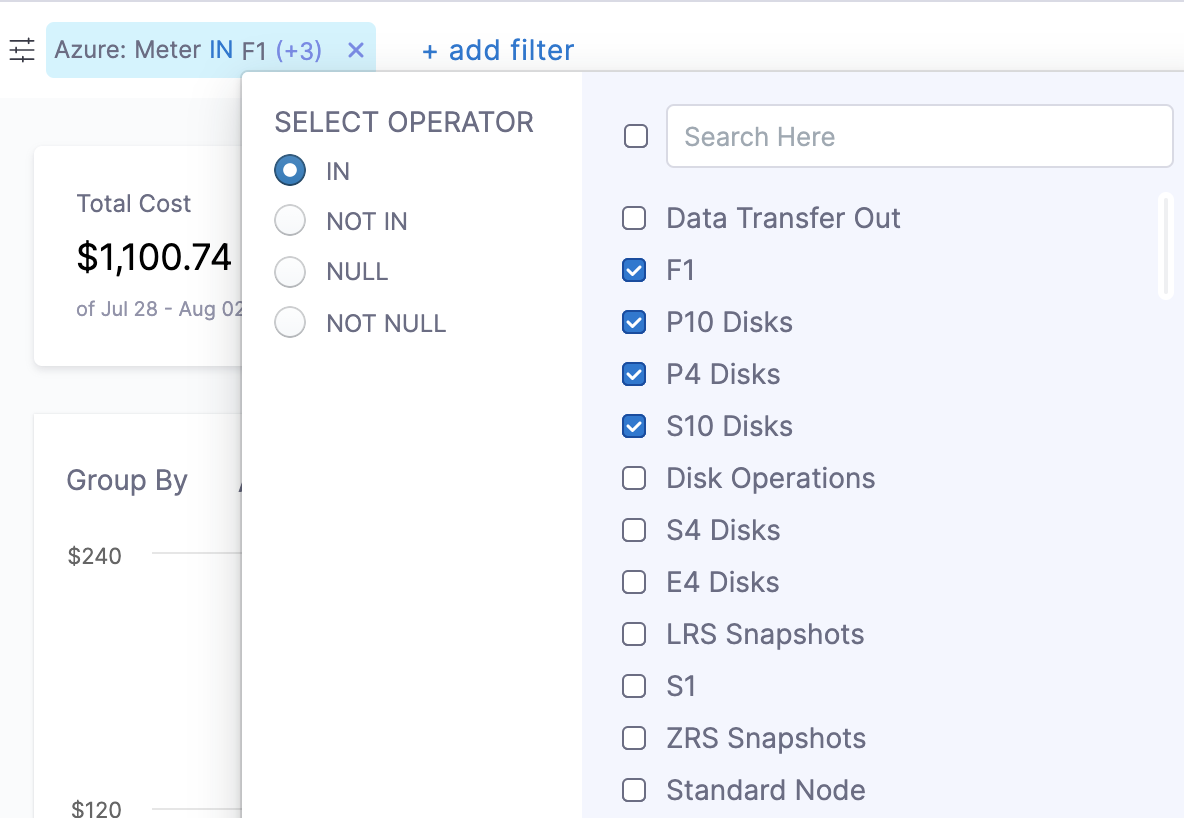 Azure: Meter IN F1 (+3) ×
+ add filter
SELECT OPERATOR
IN
NOT IN
NULL
NOT NULL
Search Here
Data Transfer Out
F1
P10 Disks
P4 Disks
S10 Disks
Disk Operations
S4 Disks
E4 Disks
LRS Snapshots
S1
ZRS Snapshots
Standard Node
Total Cost
$1,100.74
of Jul 28 - Aug 02
Group By
$240
$120